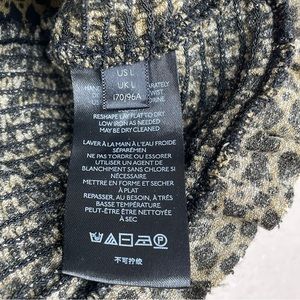 US L
UK L
170/96A
HAND
ARATELY
RESHAPE LAY FLAT TO DRY
LOW IRON AS NEEDED
MAY BE DRY CLEANED
LAVER À LA MAIN À L'EAU FROIDE
SÉPARÉMEN
NE PAS TORDRE OU ESSORER
UTILISER UN AGENT DE
BLANCHIMENT SANS CHLORE SI
NÉCESSAIRE
METTRE EN FORME ET SÉCHER
À PLAT
REPASSER, AU BESOIN, À TRÈS
BASSE TEMPÉRATURE
PEUT-ÊTRE ÊTRE NETTOYÉE
À SEC
不可拧绞